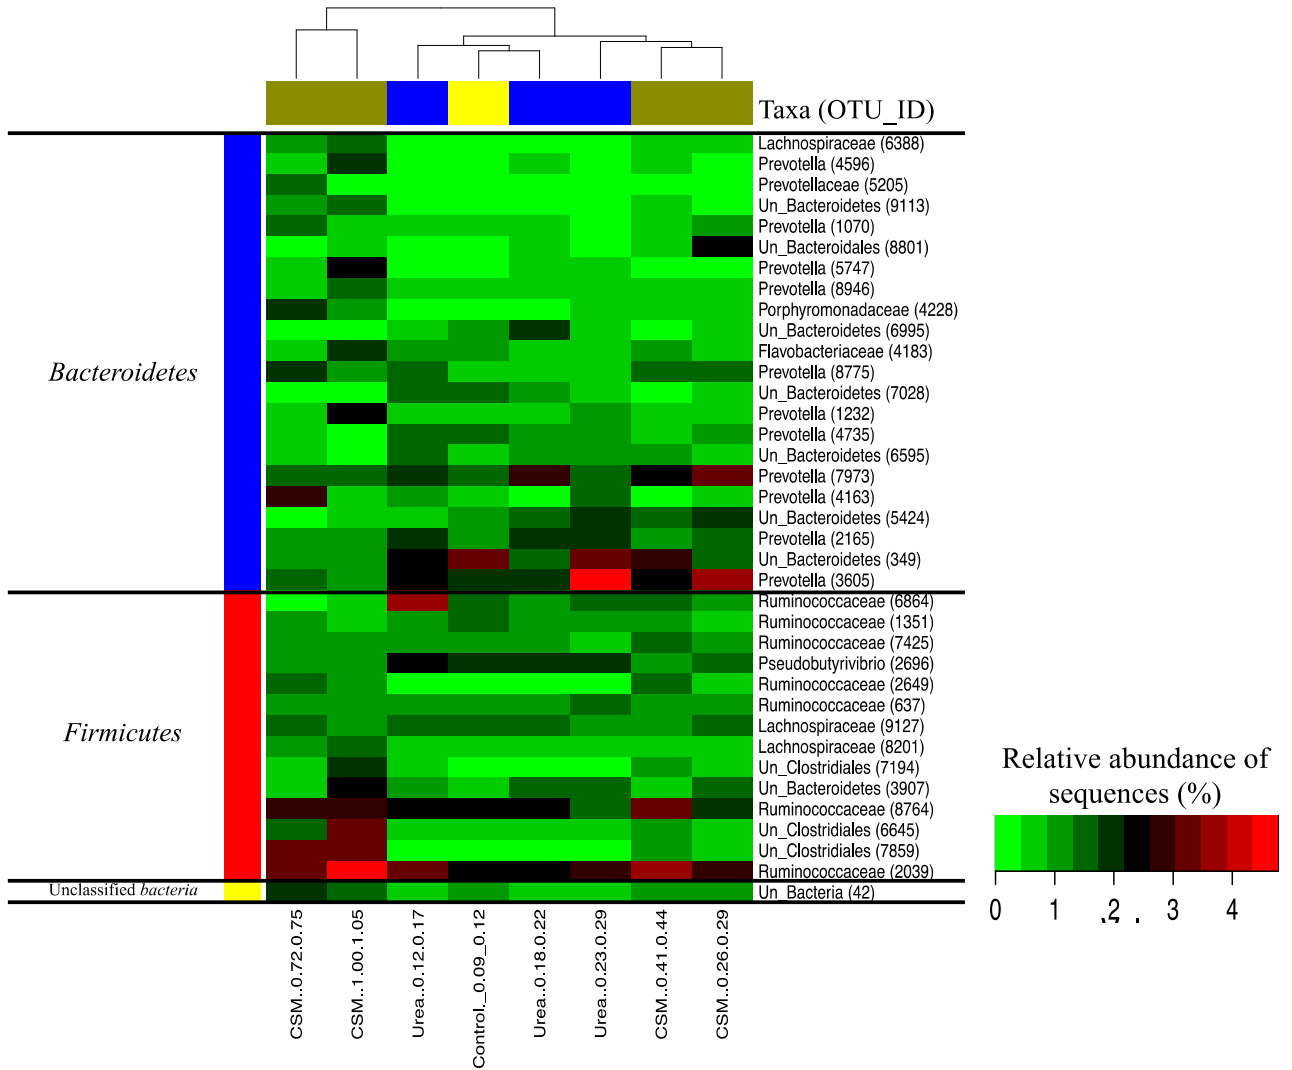 Taxa (OTU_ID)
Lachnospiraceae (6388)
Prevotella (4596)
Prevotellaceae (5205)
Un_Bacteroidetes (9113)
Prevotella (1070)
Un_Bacteroidales (8801)
Prevotella (5747)
Prevotella (8946)
Porphyromonadaceae (4228)
Un_Bacteroidetes (6995)
Flavobacteriaceae (4183)
Bacteroidetes
Prevotella (8775)
Un_Bacteroidetes (7028)
Prevotella (1232)
Prevotella (4735)
Un_Bacteroidetes (6595)
Prevotella (7973)
Prevotella (4163)
Un_Bacteroidetes (5424)
Prevotella (2165)
Un_Bacteroidetes (349)
Prevotella (3605)
Ruminococcaceae (6864)
Ruminococcaceae (1351)
Ruminococcaceae (7425)
Pseudobutyrivibrio (2696)
Ruminococcaceae (2649)
Ruminococcaceae (637)
Lachnospiraceae (9127)
Firmicutes
Lachnospiraceae (8201)
Un_Clostridiales (7194)
Un_Bacteroidetes (3907)
Ruminococcaceae (8764)
Un_Clostridiales (6645)
Un_Clostridiales (7859)
Ruminococcaceae (2039)
Unclassified bacteria
Un_Bacteria (42)
Relative abundance of
sequences (%)
0 1 2 3 4
CSM..0.72.0.75
CSM..1.00.1.05
Urea..0.12.0.17
Control._0.09_0.12
Urea..0.18.0.22
Urea..0.23.0.29
CSM..0.41.0.44
CSM..0.26.0.29